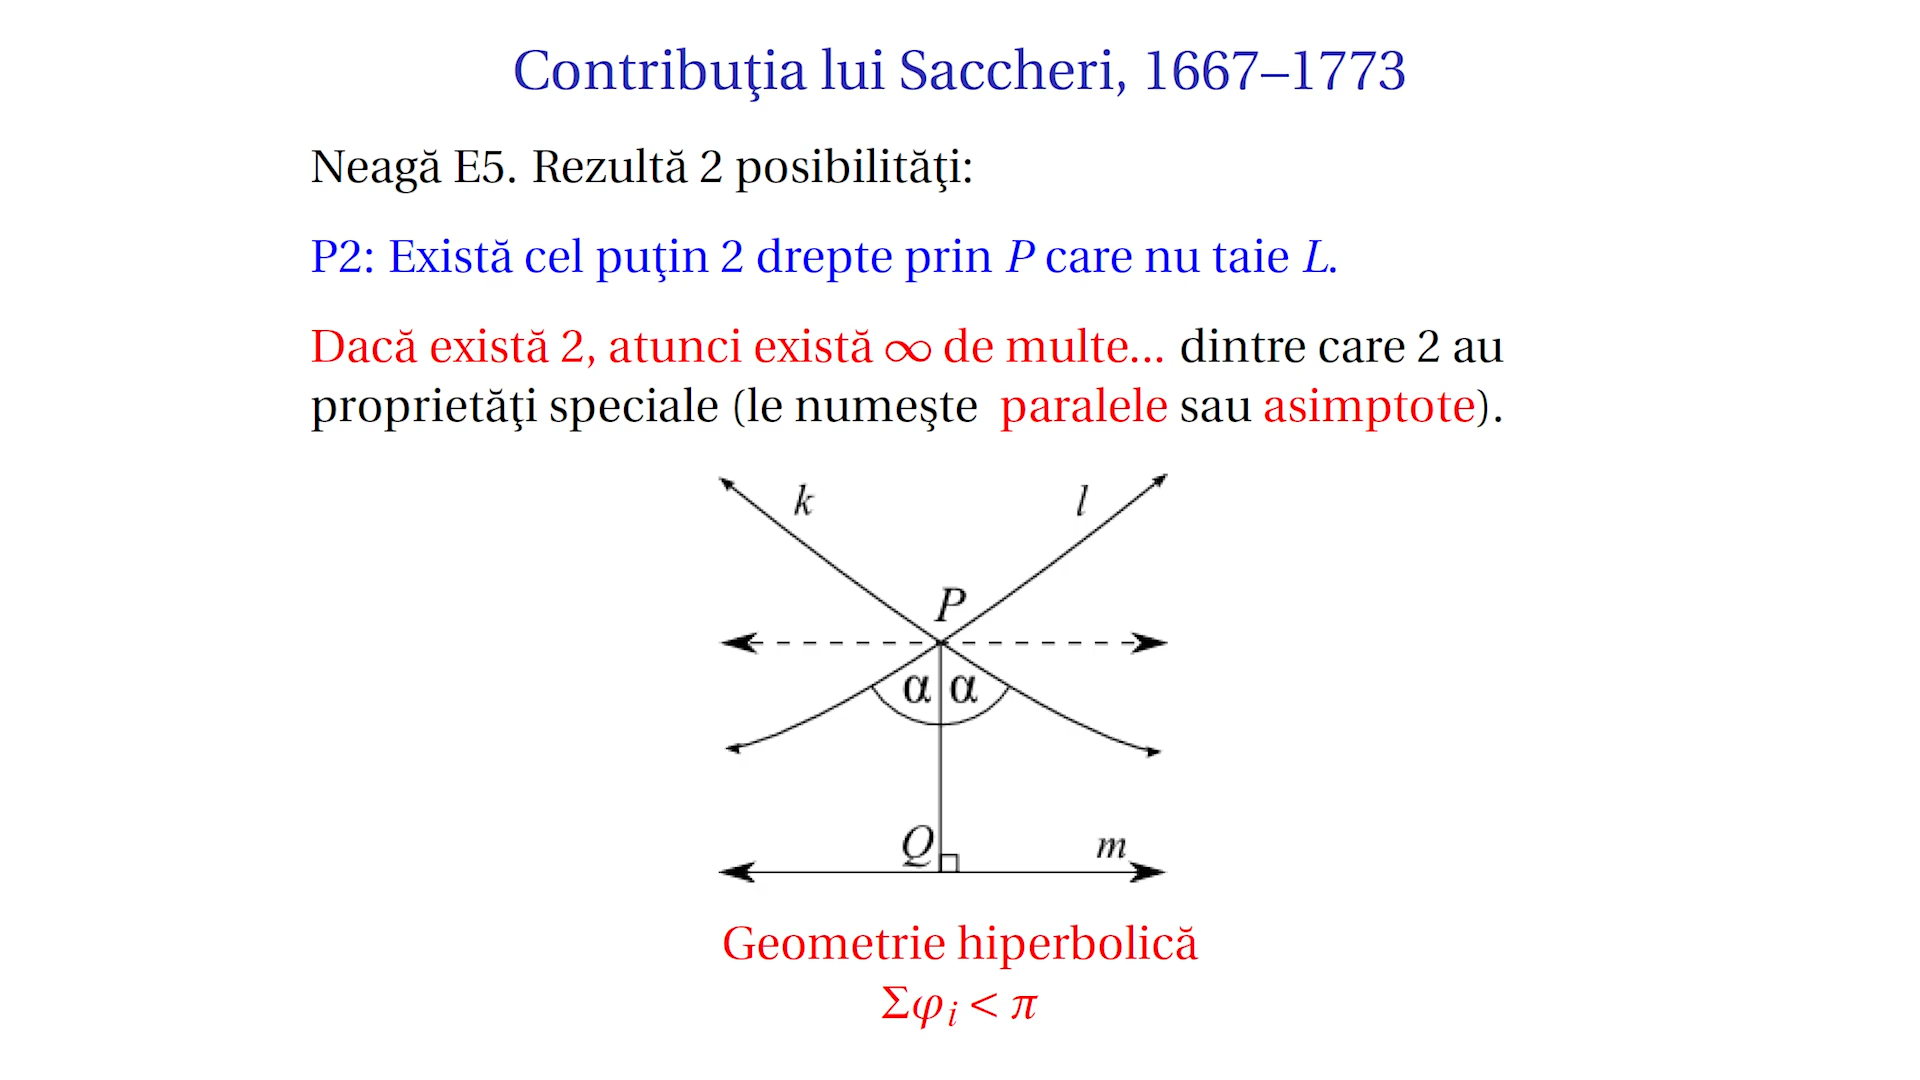 Contribuţia lui Saccheri, 1667–1773
Neagă E5. Rezultă 2 posibilităţi:
P2: Există cel puţin 2 drepte prin P care nu taie L.
Dacă există 2, atunci există ∞ de multe... dintre care 2 au
proprietăţi speciale (le numeşte paralele sau asimptote).
k l
P
α α
Q m
Geometrie hiperbolică
Σφᵢ < π